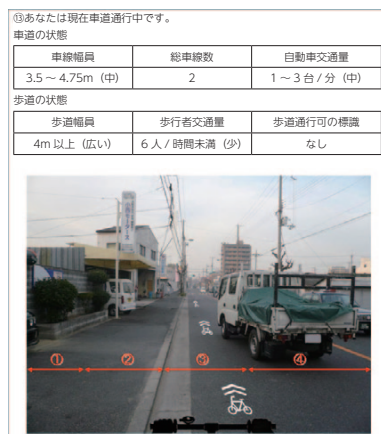 ⑬あなたは現在車道通行中です。
車道の状態
車線幅員 総車線数 自動車交通量
3.5 ~ 4.75m(中) 2 1 ~ 3 台 / 分(中)
歩道の状態
歩道幅員 歩行者交通量 歩道通行可の標識
4m 以上(広い) 6 人 / 時間未満(少) なし
① ② ③ ④